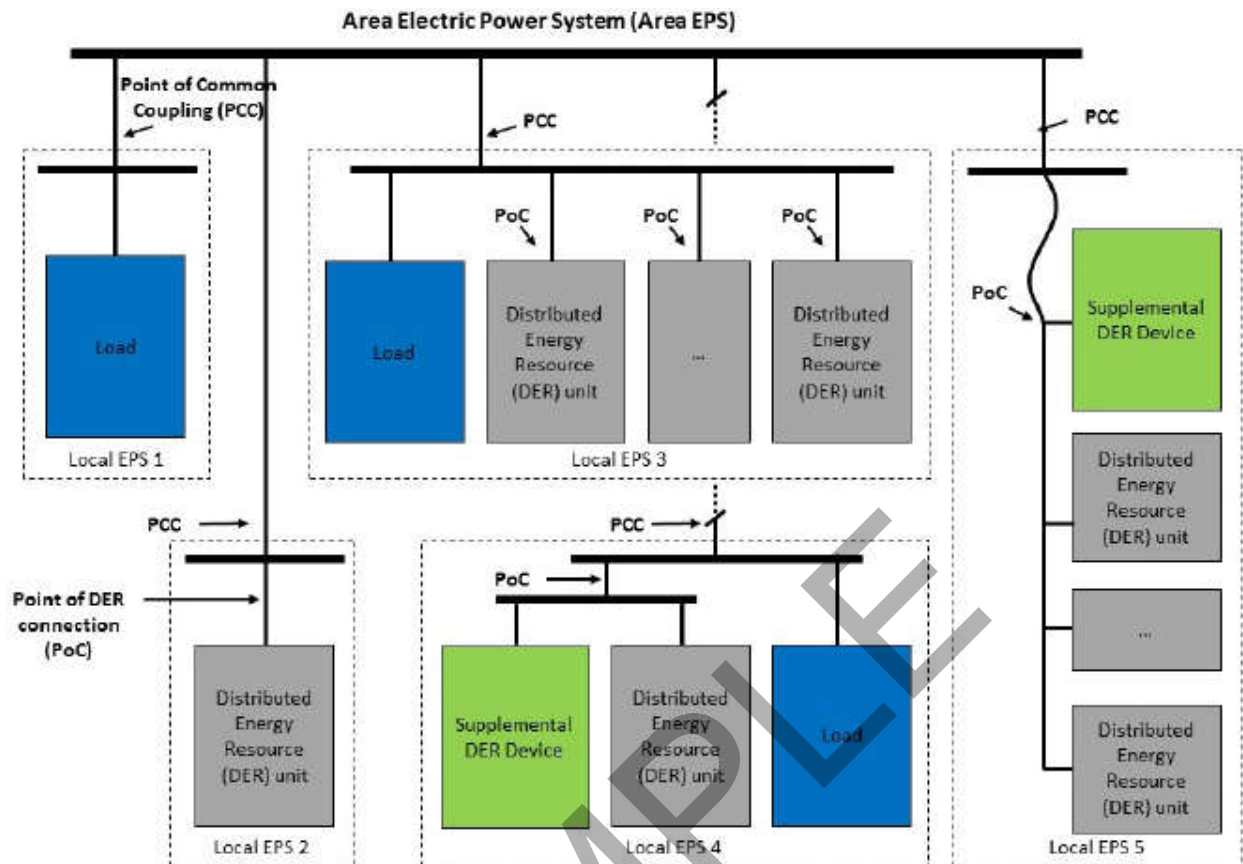 Area Electric Power System (Area EPS)
Point of Common
Coupling (PCC)
PCC
PCC
PoC
PoC
PoC
Load
Local EPS 1
Load
Distributed
Energy
Resource
(DER) unit
...
Distributed
Energy
Resource
(DER) unit
Local EPS 3
PoC
Supplemental
DER Device
Distributed
Energy
Resource
(DER) unit
...
Distributed
Energy
Resource
(DER) unit
Local EPS 5
PCC
Point of DER
connection
(PoC)
Distributed
Energy
Resource
(DER) unit
Local EPS 2
PCC
PoC
Supplemental
DER Device
Distributed
Energy
Resource
(DER) unit
Load
Local EPS 4